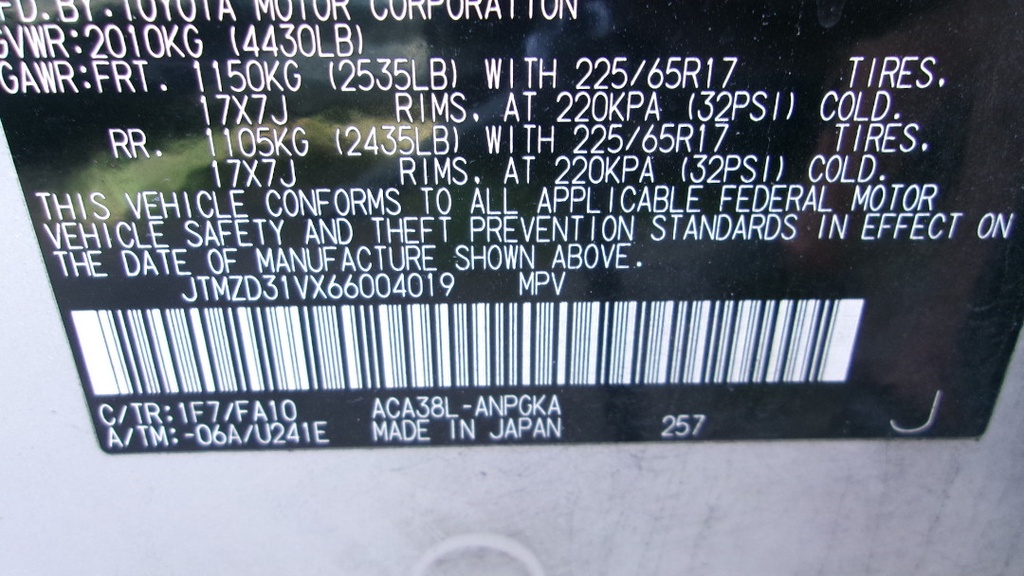 MFD.BY:TOYOTA MOTOR CORPORATION
GVWR:2010KG (4430LB)
GAWR:FRT. 1150KG (2535LB) WITH 225/65R17 TIRES.
17X7J RIMS, AT 220KPA (32PSI) COLD.
RR. 1105KG (2435LB) WITH 225/65R17 TIRES.
17X7J RIMS, AT 220KPA (32PSI) COLD.
THIS VEHICLE CONFORMS TO ALL APPLICABLE FEDERAL MOTOR
VEHICLE SAFETY AND THEFT PREVENTION STANDARDS IN EFFECT ON
THE DATE OF MANUFACTURE SHOWN ABOVE.
JTMZD31VX66004019 MPV
C/TR:1F7/FA10 ACA38L-ANPGKA
A/TM:-06A/U241E MADE IN JAPAN 257 J